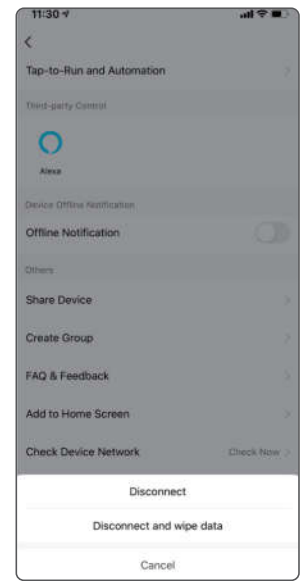 11:30
Tap-to-Run and Automation
Third-party Control
Alexa
Device Offline Notification
Offline Notification
Others
Share Device
Create Group
FAQ & Feedback
Add to Home Screen
Check Device Network Check Now
Disconnect
Disconnect and wipe data
Cancel